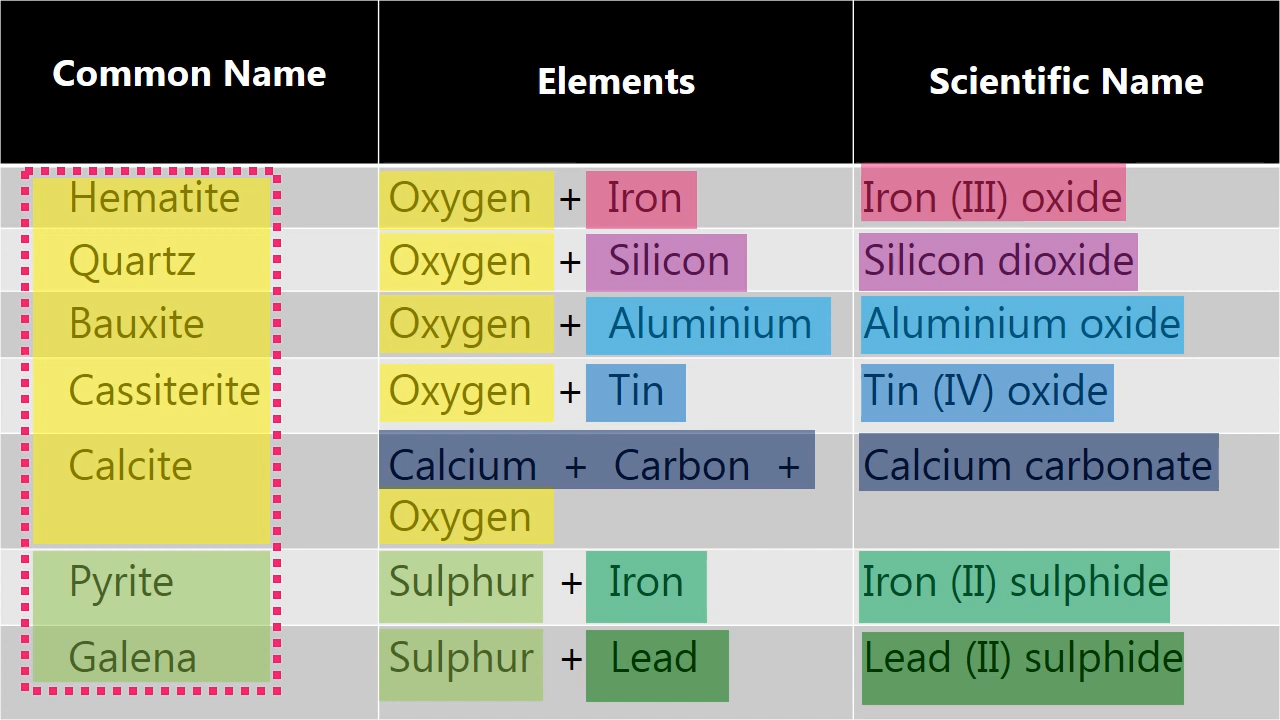 Common Name Elements Scientific Name
Hematite Oxygen + Iron Iron (III) oxide
Quartz Oxygen + Silicon Silicon dioxide
Bauxite Oxygen + Aluminium Aluminium oxide
Cassiterite Oxygen + Tin Tin (IV) oxide
Calcite Calcium + Carbon + Calcium carbonate
Oxygen
Pyrite Sulphur + Iron Iron (II) sulphide
Galena Sulphur + Lead Lead (II) sulphide